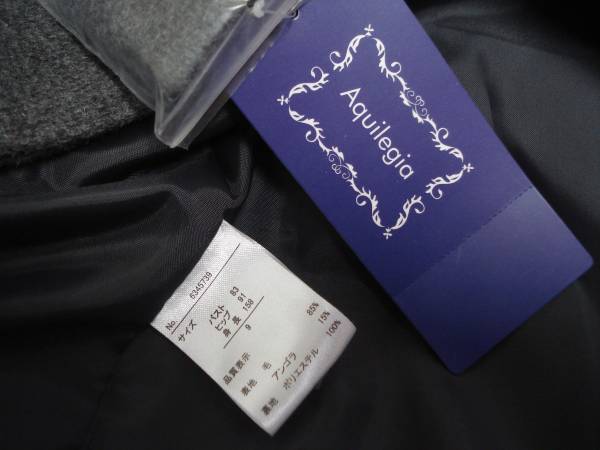 Aquilegia
No. 6345739
サイズ
バスト 83
ヒップ 91
身長 158
9
品質表示
表地 毛 85%
アンゴラ 15%
裏地 ポリエステル 100%